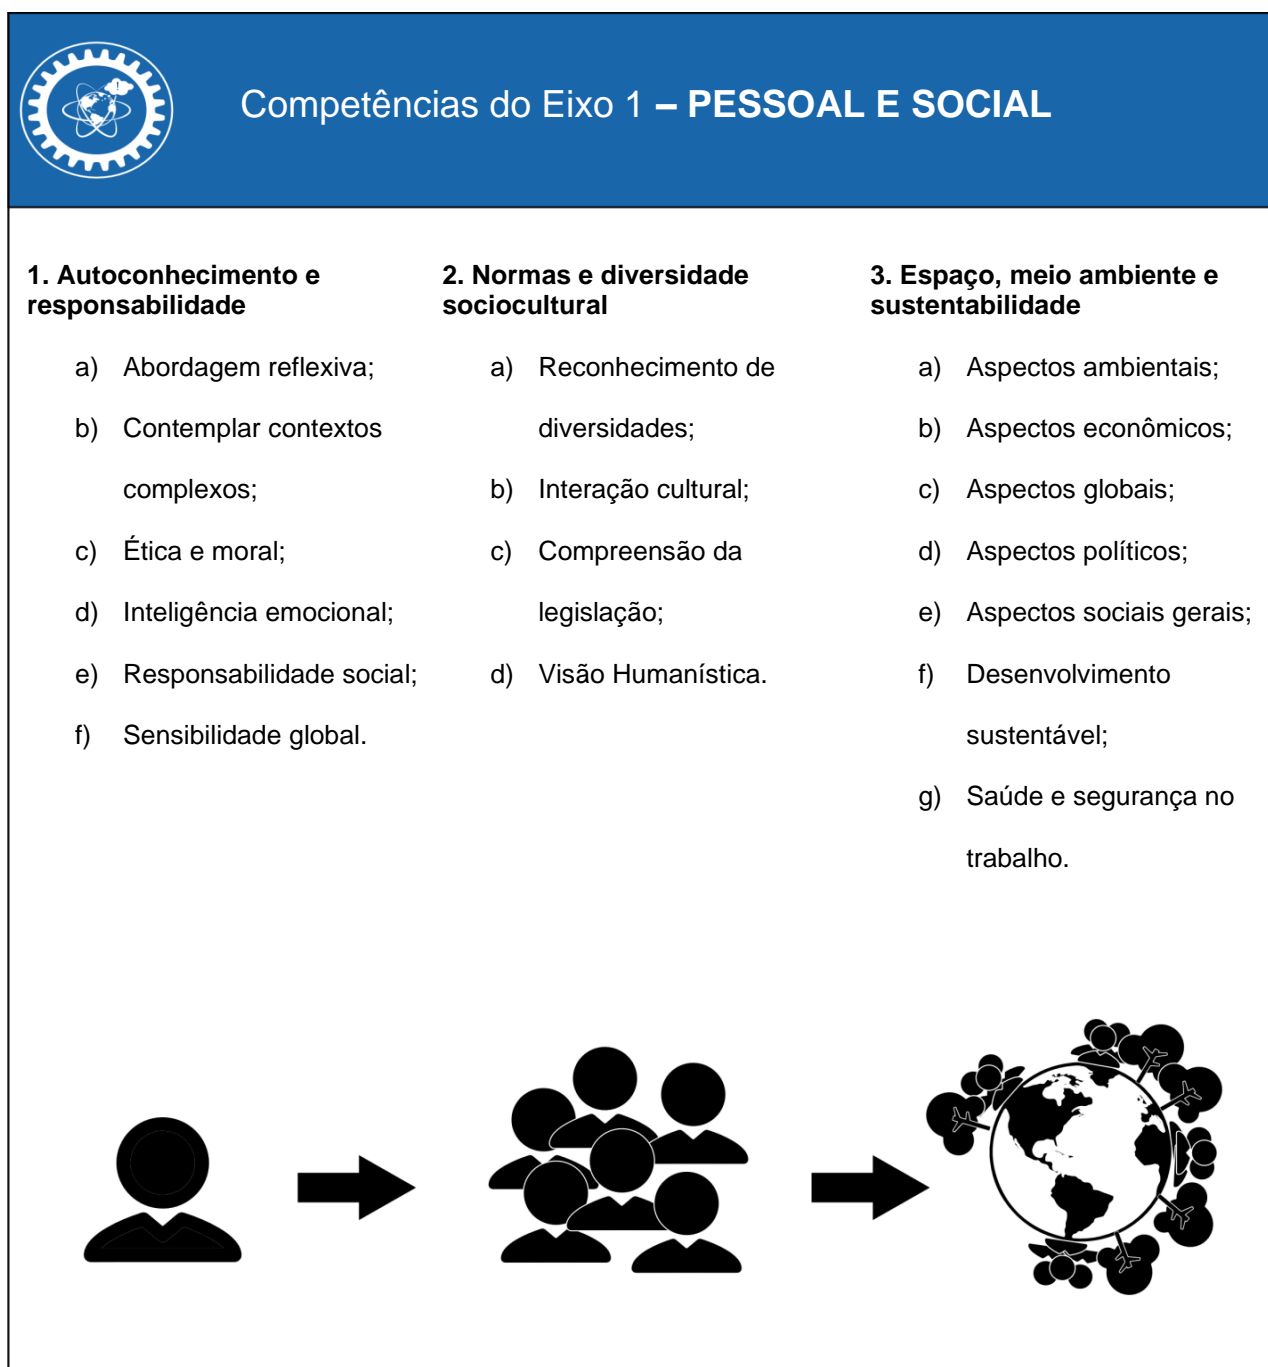 Competências do Eixo 1 – PESSOAL E SOCIAL
1. Autoconhecimento e
responsabilidade
a) Abordagem reflexiva;
b) Contemplar contextos
complexos;
c) Ética e moral;
d) Inteligência emocional;
e) Responsabilidade social;
f) Sensibilidade global.
2. Normas e diversidade
sociocultural
a) Reconhecimento de
diversidades;
b) Interação cultural;
c) Compreensão da
legislação;
d) Visão Humanística.
3. Espaço, meio ambiente e
sustentabilidade
a) Aspectos ambientais;
b) Aspectos econômicos;
c) Aspectos globais;
d) Aspectos políticos;
e) Aspectos sociais gerais;
f) Desenvolvimento
sustentável;
g) Saúde e segurança no
trabalho.